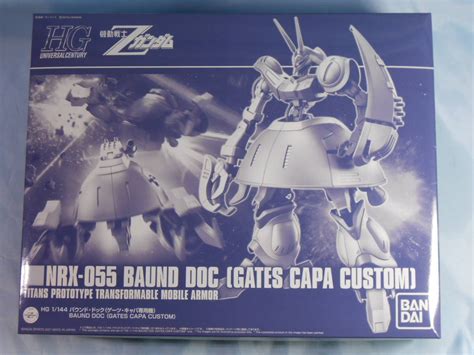 HG
UNIVERSAL CENTURY
機動戦士
Zガンダム
NRX-055 BAUND DOC (GATES CAPA CUSTOM)
TITANS PROTOTYPE TRANSFORMABLE MOBILE ARMOR
HG 1/144 バウンド・ドック(ゲーツ・キャパ専用機)
BAUND DOC (GATES CAPA CUSTOM)
BAN
DAI